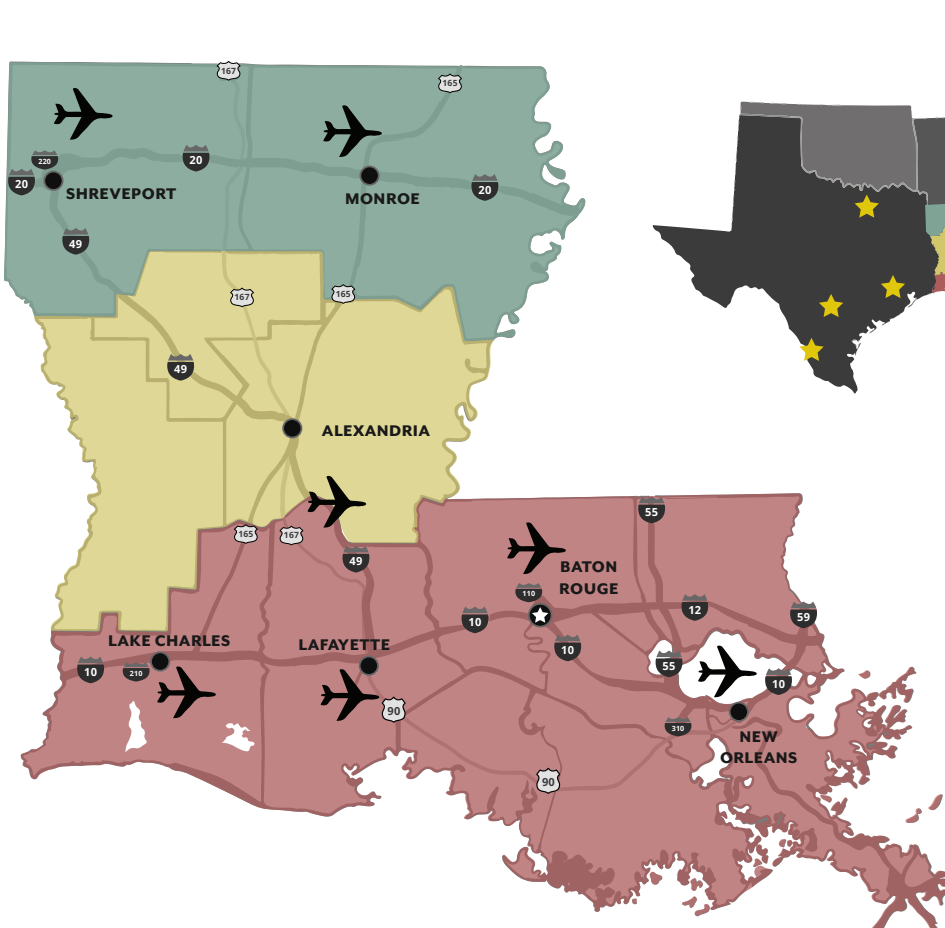 167
165
220
20
20
SHREVEPORT
MONROE
20
49
167
165
49
ALEXANDRIA
55
165
167
49
BATON
ROUGE
110
10
12
59
LAKE CHARLES
LAFAYETTE
10
55
10
210
10
90
310
NEW
ORLEANS
90